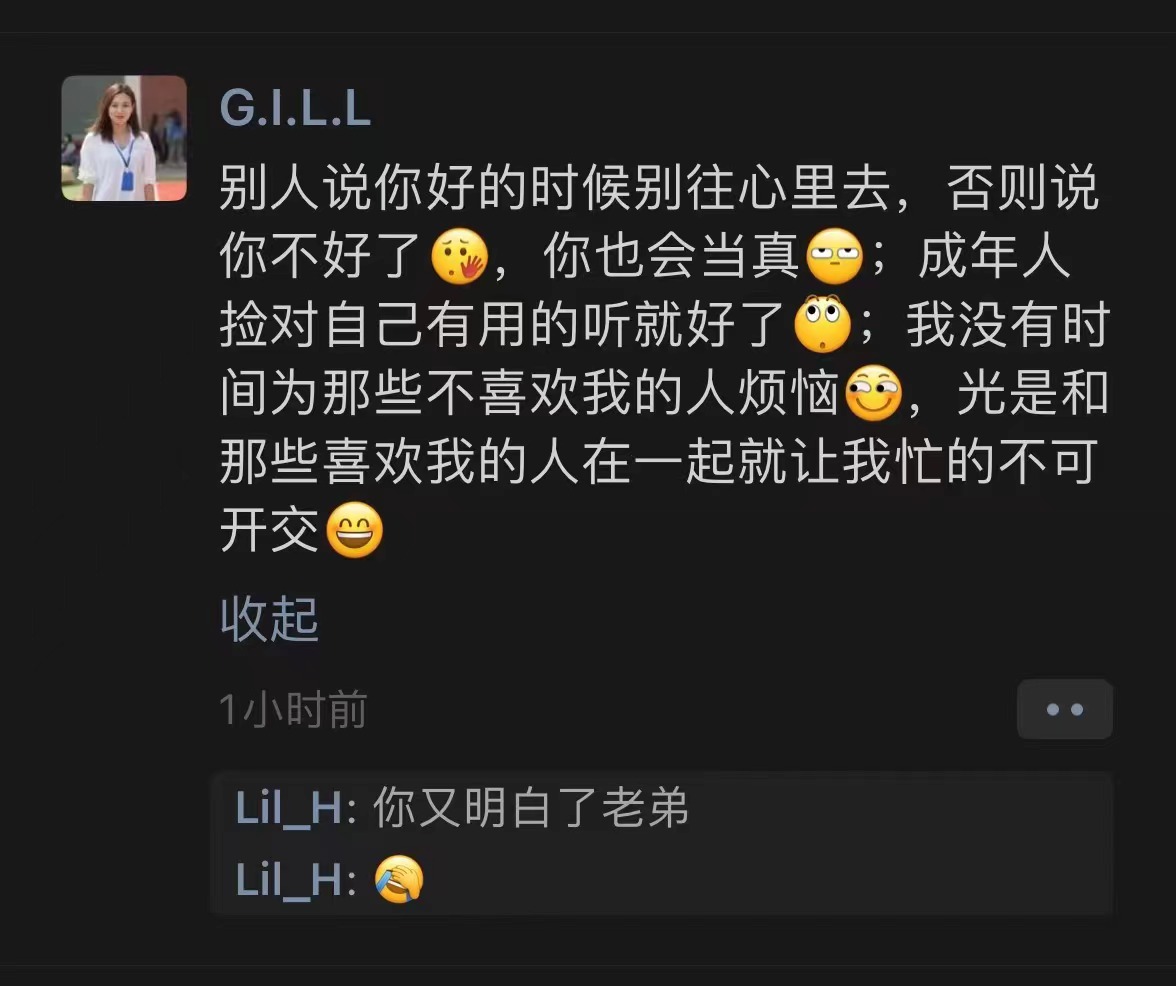 G.I.L.L
别人说你好的时候别往心里去，否则说
你不好了🥱，你也会当真🙄；成年人
捡对自己有用的听就好了😯；我没有时
间为那些不喜欢我的人烦恼😏，光是和
那些喜欢我的人在一起就让我忙的不可
开交😄
收起
1小时前
Lil_H: 你又明白了老弟
Lil_H: 🤦